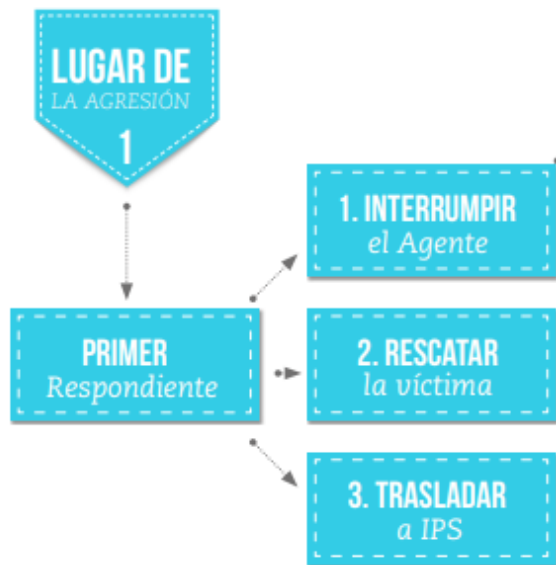 LUGAR DE
LA AGRESIÓN
1
1. INTERRUMPIR
el Agente
PRIMER
Respondiente
2. RESCATAR
la víctima
3. TRASLADAR
a IPS